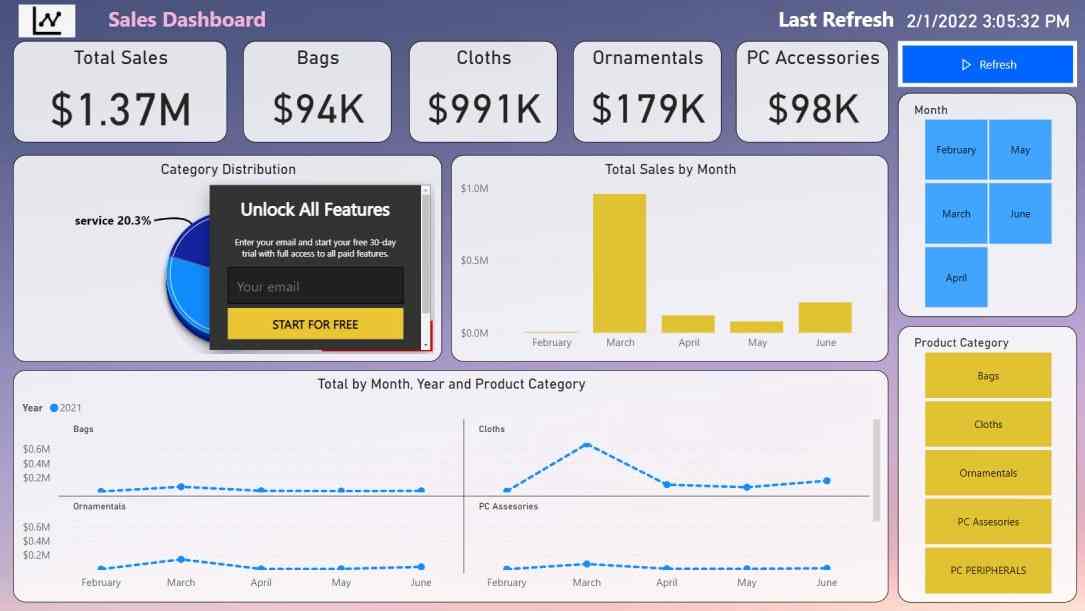 Sales Dashboard
Last Refresh 2/1/2022 3:05:32 PM
Total Sales
$1.37M
Bags
$94K
Cloths
$991K
Ornamentals
$179K
PC Accessories
$98K
Refresh
Month
February
May
March
June
April
Category Distribution
service 20.3%
Unlock All Features
Enter your email and start your free 30-day
trial with full access to all paid features.
Your email
START FOR FREE
Total Sales by Month
$1.0M
$0.5M
$0.0M
February March April May June
Product Category
Bags
Cloths
Ornamentals
PC Assesories
PC PERIPHERALS
Total by Month, Year and Product Category
Year 2021
Bags
$0.6M
$0.4M
$0.2M
Cloths
Ornamentals
$0.6M
$0.4M
$0.2M
PC Assesories
February March April May June
February March April May June